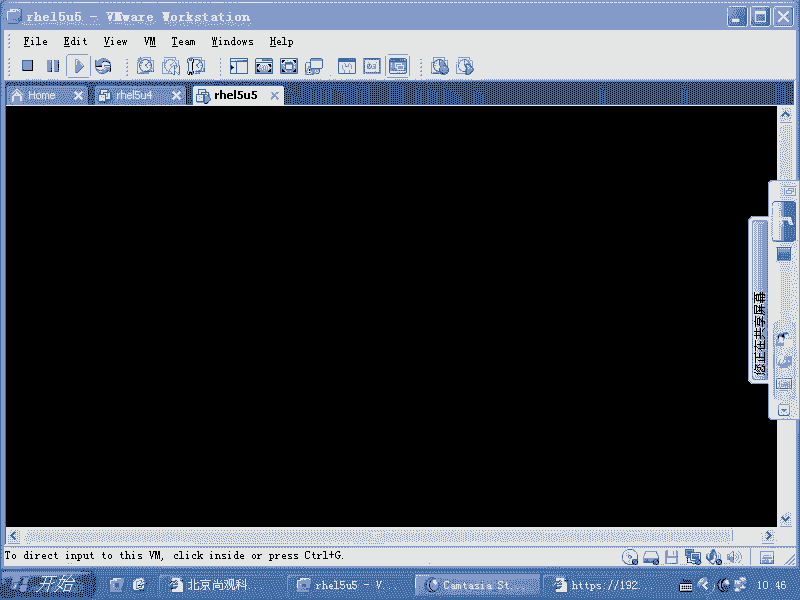 rhel5u5 - VMware Workstation
File Edit View VM Team Windows Help
Home rhel5u4 rhel5u5
您正在共享屏幕
To direct input to this VM, click inside or press Ctrl+G.
开始 北京尚观科 rhel5u5 - V... Camtasia St... https://192... 10:46